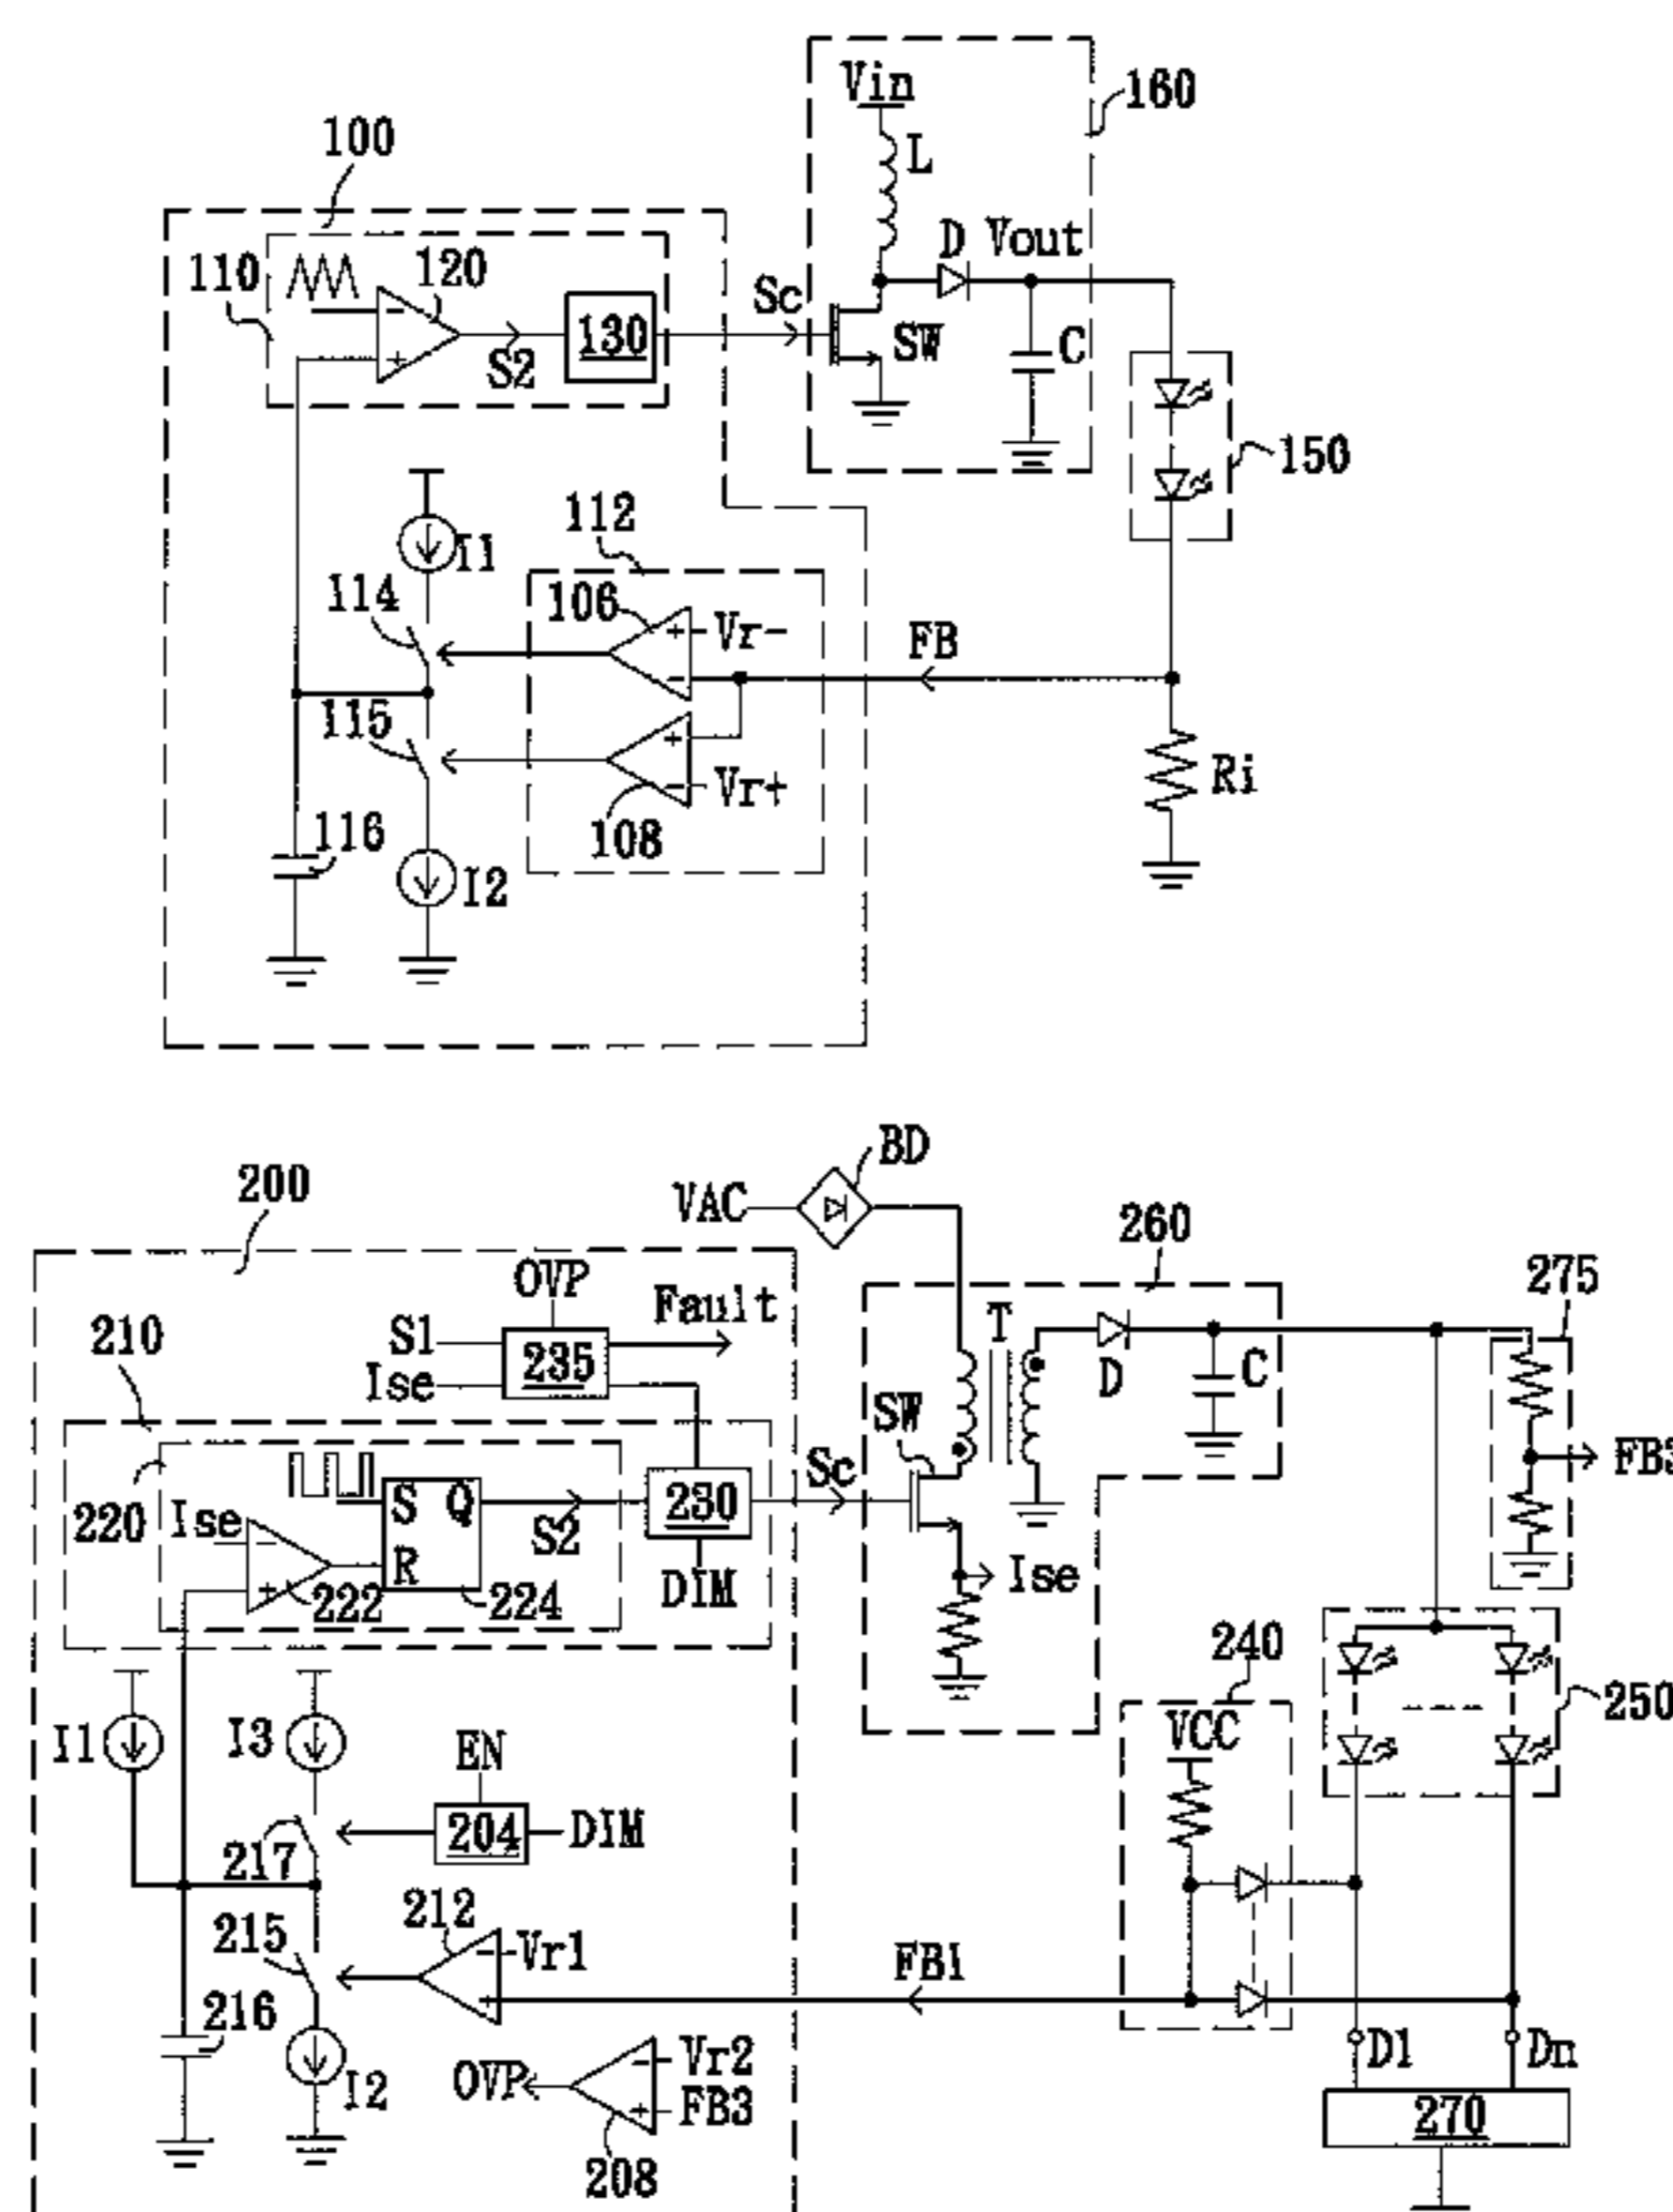 Vin
160
100
L
110
120
D Vout
Sc
130
SW
C
S2
150
112
I1
114
106
Vr-
FB
115
Vr+
Ri
116
108
I2
BD
VAC
200
260
OVP
275
Fault
T
210
S1
235
Ise
D
C
SW
FB3
Sc
220
Ise
S
Q
230
S2
R
Ise
222
224
DIM
240
VCC
250
I1
I3
EN
204
DIM
217
212
215
Vr1
FB1
216
D1
Dn
Vr2
OVP
I2
FB3
270
208